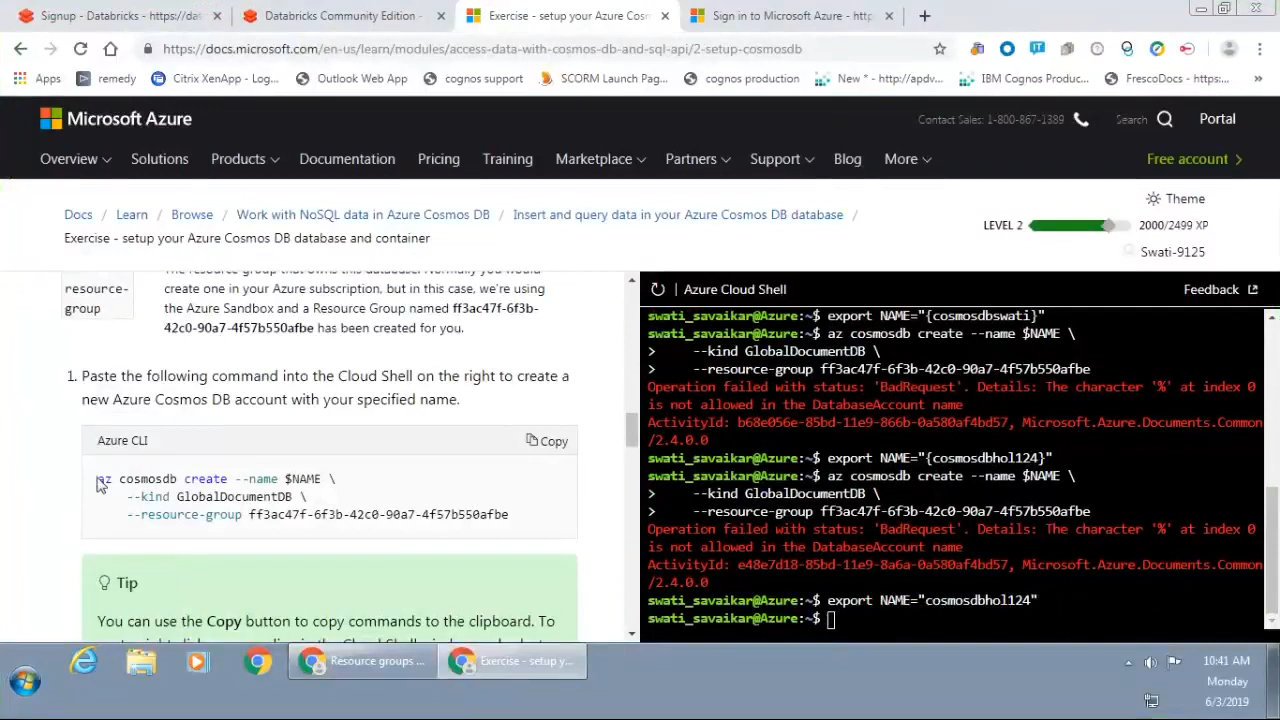 Signup - Databricks - https://dat
Databricks Community Edition -
Exercise - setup your Azure Cosm
Sign in to Microsoft Azure - http
https://docs.microsoft.com/en-us/learn/modules/access-data-with-cosmos-db-and-sql-api/2-setup-cosmosdb
Apps
remedy
Citrix XenApp - Log...
Outlook Web App
cognos support
SCORM Launch Pag...
cognos production
New * - http://apdv...
IBM Cognos Produc...
FrescoDocs - https:...
»
Microsoft Azure
Contact Sales: 1-800-867-1389
Search
Portal
Overview
Solutions
Products
Documentation
Pricing
Training
Marketplace
Partners
Support
Blog
More
Free account
Docs / Learn / Browse / Work with NoSQL data in Azure Cosmos DB / Insert and query data in your Azure Cosmos DB database /
Exercise - setup your Azure Cosmos DB database and container
Theme
LEVEL 2
2000/2499 XP
Swati-9125
resource-
group
The resource group that owns this database. Normally you would
create one in your Azure subscription, but in this case, we're using
the Azure Sandbox and a Resource Group named ff3ac47f-6f3b-
42c0-90a7-4f57b550afbe has been created for you.
1. Paste the following command into the Cloud Shell on the right to create a
new Azure Cosmos DB account with your specified name.
Azure CLI
Copy
az cosmosdb create --name $NAME \
--kind GlobalDocumentDB \
--resource-group ff3ac47f-6f3b-42c0-90a7-4f57b550afbe
Tip
You can use the Copy button to copy commands to the clipboard. To
Azure Cloud Shell
Feedback
swati_savaikar@Azure:~$ export NAME="{cosmosdbswati}"
swati_savaikar@Azure:~$ az cosmosdb create --name $NAME \
> --kind GlobalDocumentDB \
> --resource-group ff3ac47f-6f3b-42c0-90a7-4f57b550afbe
Operation failed with status: 'BadRequest'. Details: The character '%' at index 0
is not allowed in the DatabaseAccount name
ActivityId: b68e056e-85bd-11e9-866b-0a580af4bd57, Microsoft.Azure.Documents.Common
/2.4.0.0
swati_savaikar@Azure:~$ export NAME="{cosmosdbhol124}"
swati_savaikar@Azure:~$ az cosmosdb create --name $NAME \
> --kind GlobalDocumentDB \
> --resource-group ff3ac47f-6f3b-42c0-90a7-4f57b550afbe
Operation failed with status: 'BadRequest'. Details: The character '%' at index 0
is not allowed in the DatabaseAccount name
ActivityId: e48e7d18-85bd-11e9-8a6a-0a580af4bd57, Microsoft.Azure.Documents.Common
/2.4.0.0
swati_savaikar@Azure:~$ export NAME="cosmosdbhol124"
swati_savaikar@Azure:~$
Resource groups ...
Exercise - setup y...
10:41 AM
Monday
6/3/2019